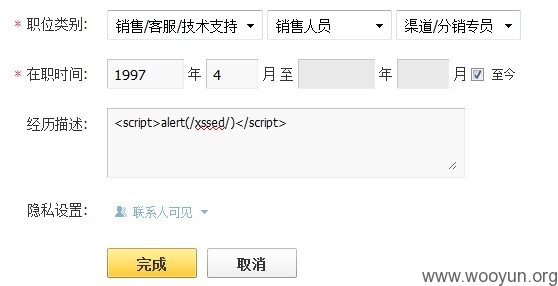 * 职位类别： 销售/客服/技术支持 销售人员 渠道/分销专员
* 在职时间： 1997 年 4 月 至 年 月 至今
经历描述： <script>alert(/xssed/)</script>
隐私设置： 联系人可见
完成 取消
www.wooyun.org